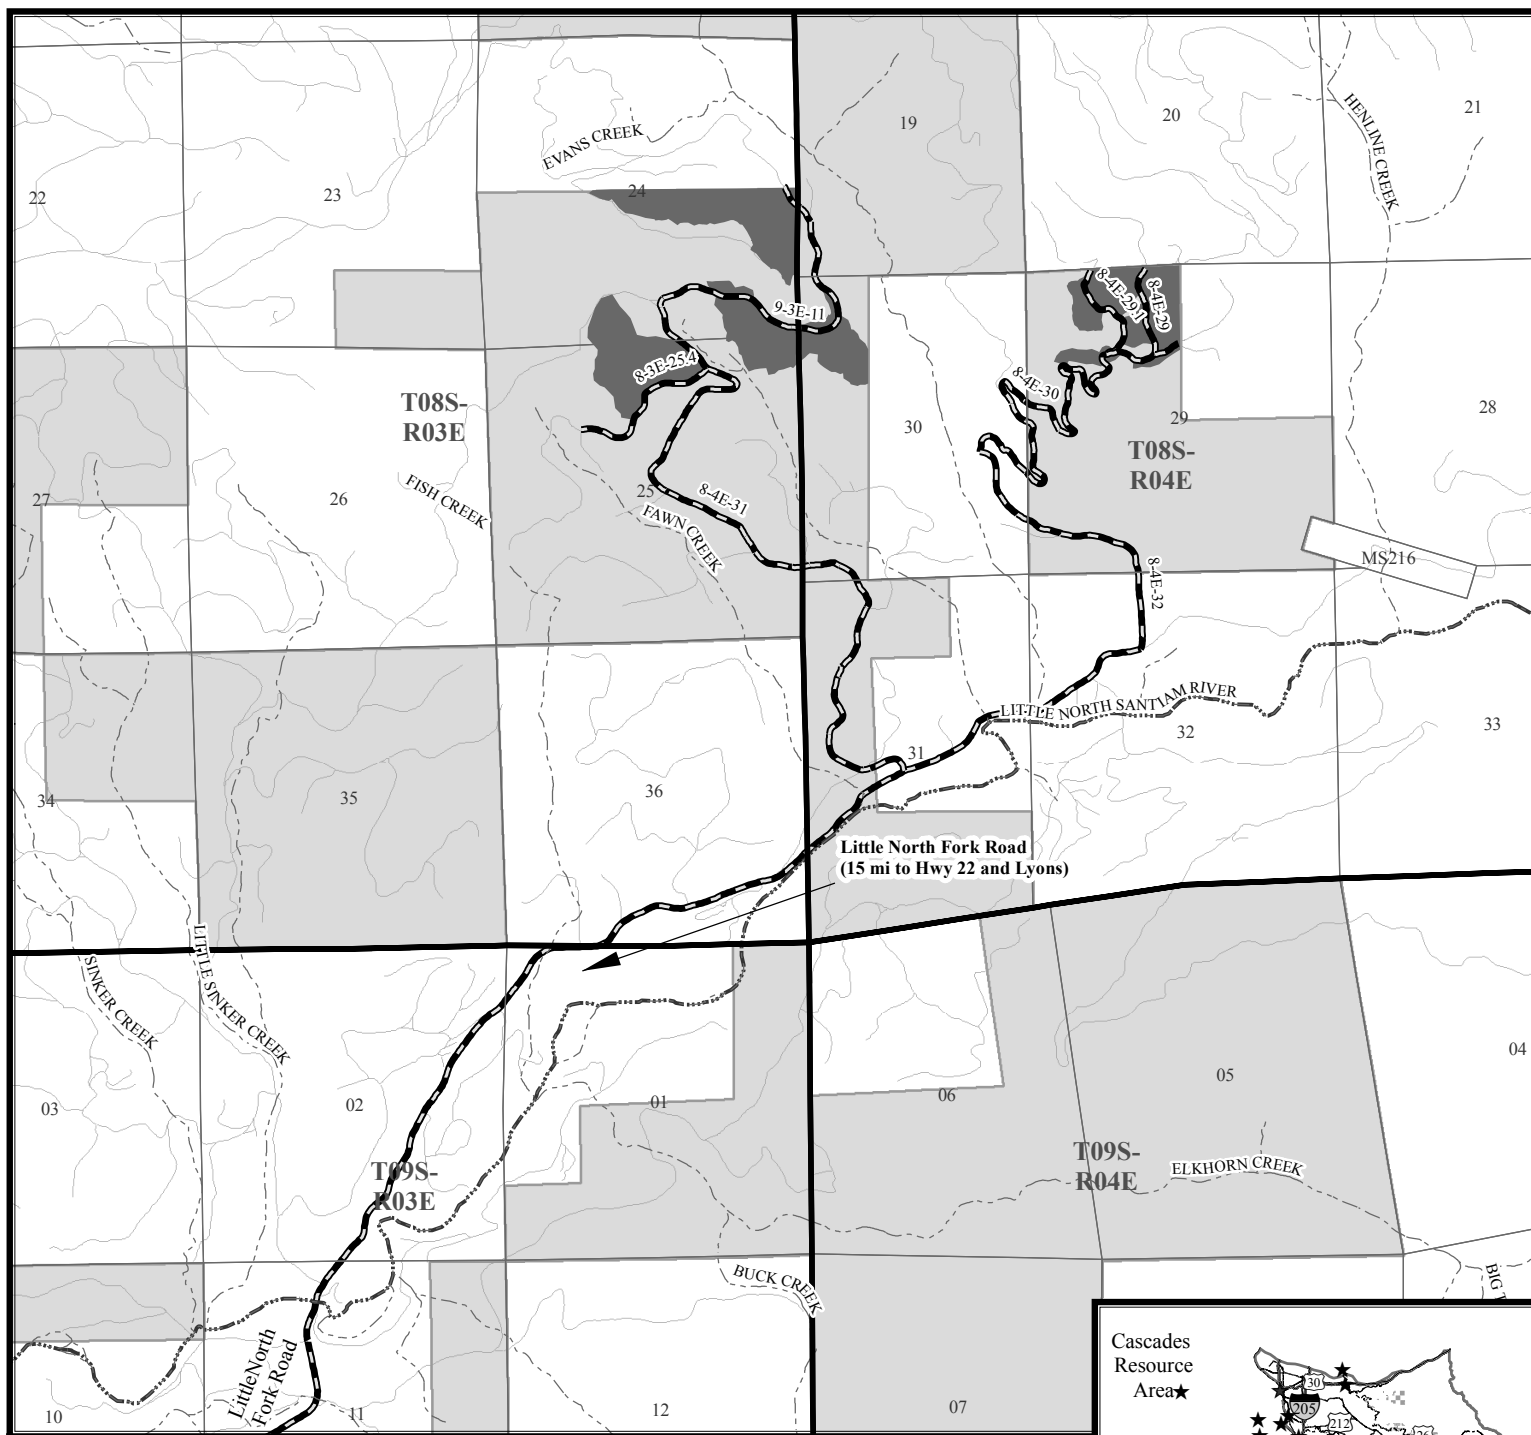 19
20
21
HENLINE CREEK
EVANS CREEK
22
23
24
9-3E-11
8-4E-29.1
8-4E-29
8-3E-25.4
8-4E-30
T08S-
R03E
30
29
28
T08S-
R04E
27
26
FISH CREEK
25
8-4E-31
FAWN CREEK
MS216
8-4E-32
LITTLE NORTH SANTIAM RIVER
34
35
36
31
32
33
Little North Fork Road
(15 mi to Hwy 22 and Lyons)
SINKER CREEK
LITTLE SINKER CREEK
03
02
01
06
05
04
T09S-
R03E
T09S-
R04E
ELKHORN CREEK
BUCK CREEK
BIG
Little North
Fork Road
10
11
12
07
Cascades
Resource
Area
30
205
212